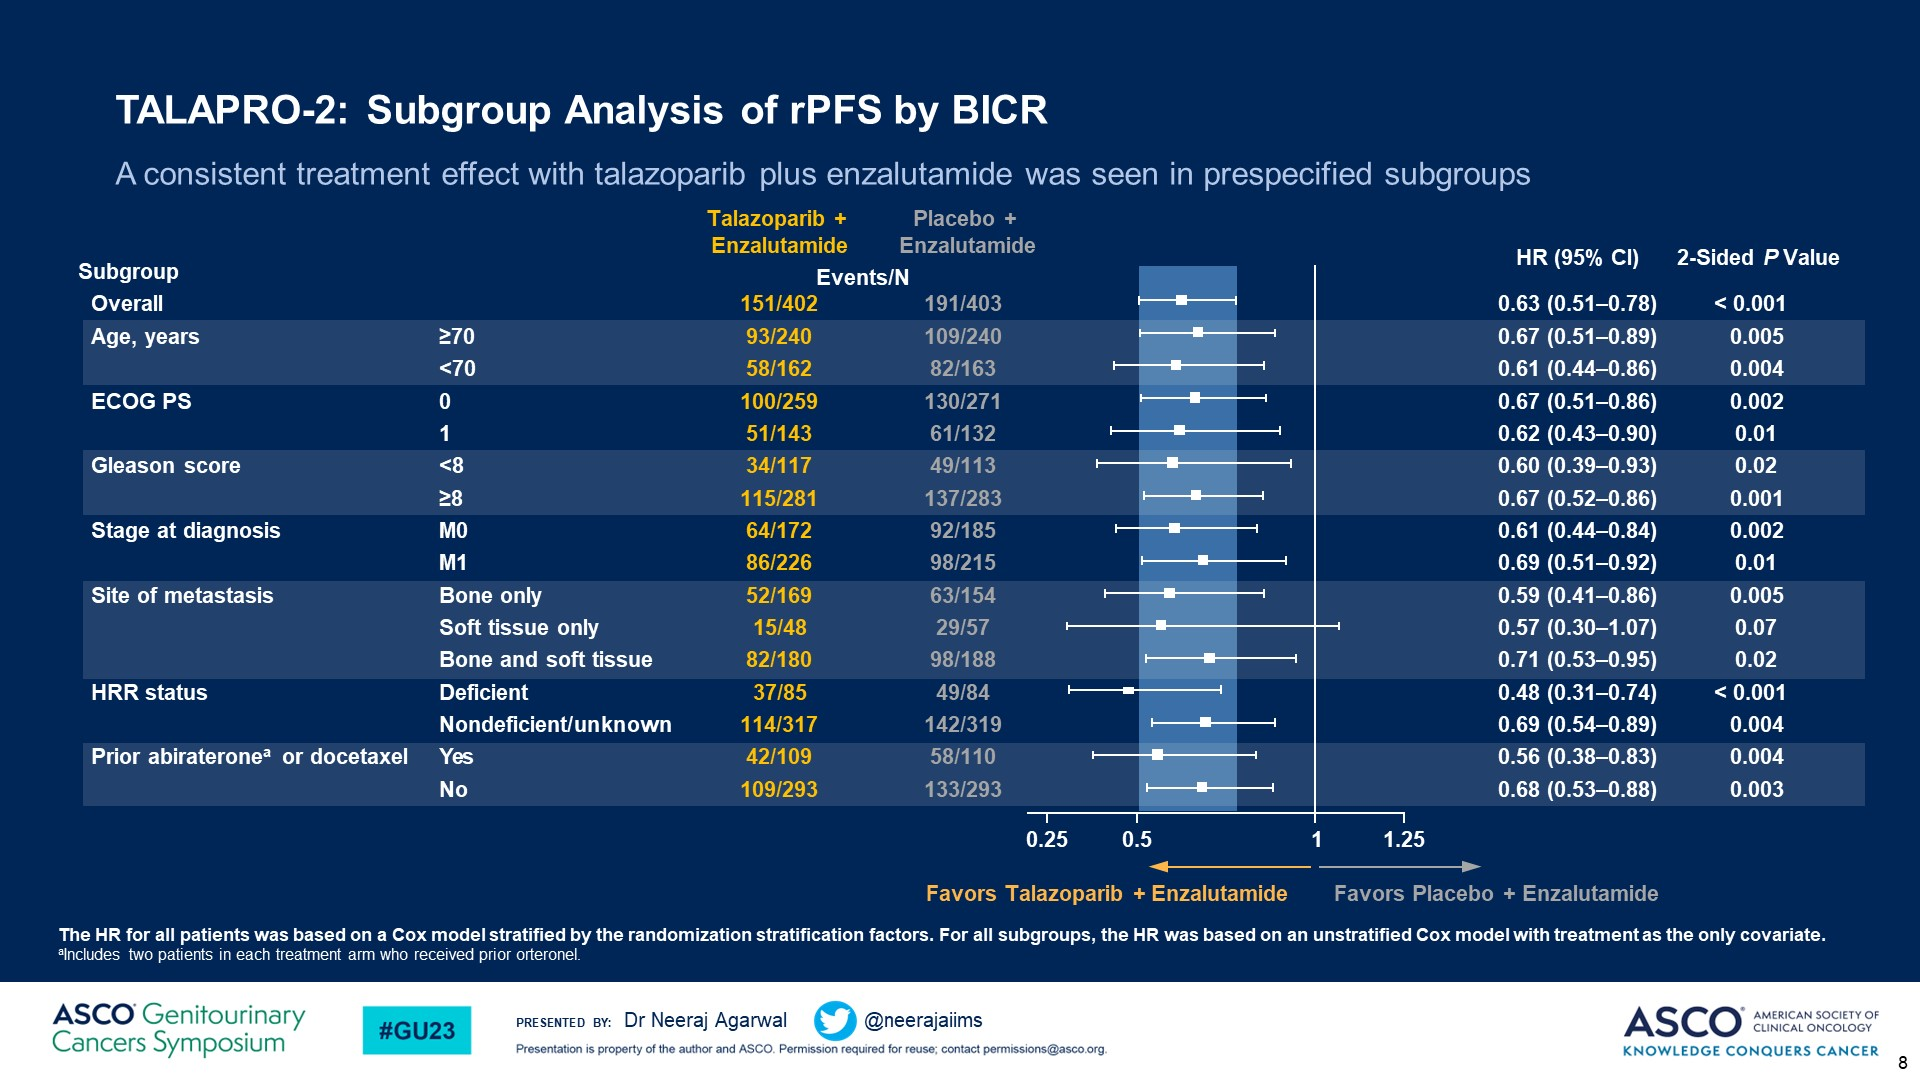 TALAPRO-2: Subgroup Analysis of rPFS by BICR
A consistent treatment effect with talazoparib plus enzalutamide was seen in prespecified subgroups
Talazoparib + Enzalutamide
Placebo + Enzalutamide
Subgroup Events/N HR (95% CI) 2-Sided P Value
Overall 151/402 191/403 0.63 (0.51–0.78) < 0.001
Age, years ≥70 93/240 109/240 0.67 (0.51–0.89) 0.005
<70 58/162 82/163 0.61 (0.44–0.86) 0.004
ECOG PS 0 100/259 130/271 0.67 (0.51–0.86) 0.002
1 51/143 61/132 0.62 (0.43–0.90) 0.01
Gleason score <8 34/117 49/113 0.60 (0.39–0.93) 0.02
≥8 115/281 137/283 0.67 (0.52–0.86) 0.001
Stage at diagnosis M0 64/172 92/185 0.61 (0.44–0.84) 0.002
M1 86/226 98/215 0.69 (0.51–0.92) 0.01
Site of metastasis Bone only 52/169 63/154 0.59 (0.41–0.86) 0.005
Soft tissue only 15/48 29/57 0.57 (0.30–1.07) 0.07
Bone and soft tissue 82/180 98/188 0.71 (0.53–0.95) 0.02
HRR status Deficient 37/85 49/84 0.48 (0.31–0.74) < 0.001
Nondeficient/unknown 114/317 142/319 0.69 (0.54–0.89) 0.004
Prior abirateroneᵃ or docetaxel Yes 42/109 58/110 0.56 (0.38–0.83) 0.004
No 109/293 133/293 0.68 (0.53–0.88) 0.003
0.25 0.5 1 1.25
Favors Talazoparib + Enzalutamide Favors Placebo + Enzalutamide
The HR for all patients was based on a Cox model stratified by the randomization stratification factors. For all subgroups, the HR was based on an unstratified Cox model with treatment as the only covariate.
ᵃIncludes two patients in each treatment arm who received prior orteronel.
ASCO® Genitourinary
Cancers Symposium
#GU23
PRESENTED BY: Dr Neeraj Agarwal @neerajaiims
Presentation is property of the author and ASCO. Permission required for reuse; contact permissions@asco.org.
ASCO® AMERICAN SOCIETY OF
CLINICAL ONCOLOGY
KNOWLEDGE CONQUERS CANCER
8